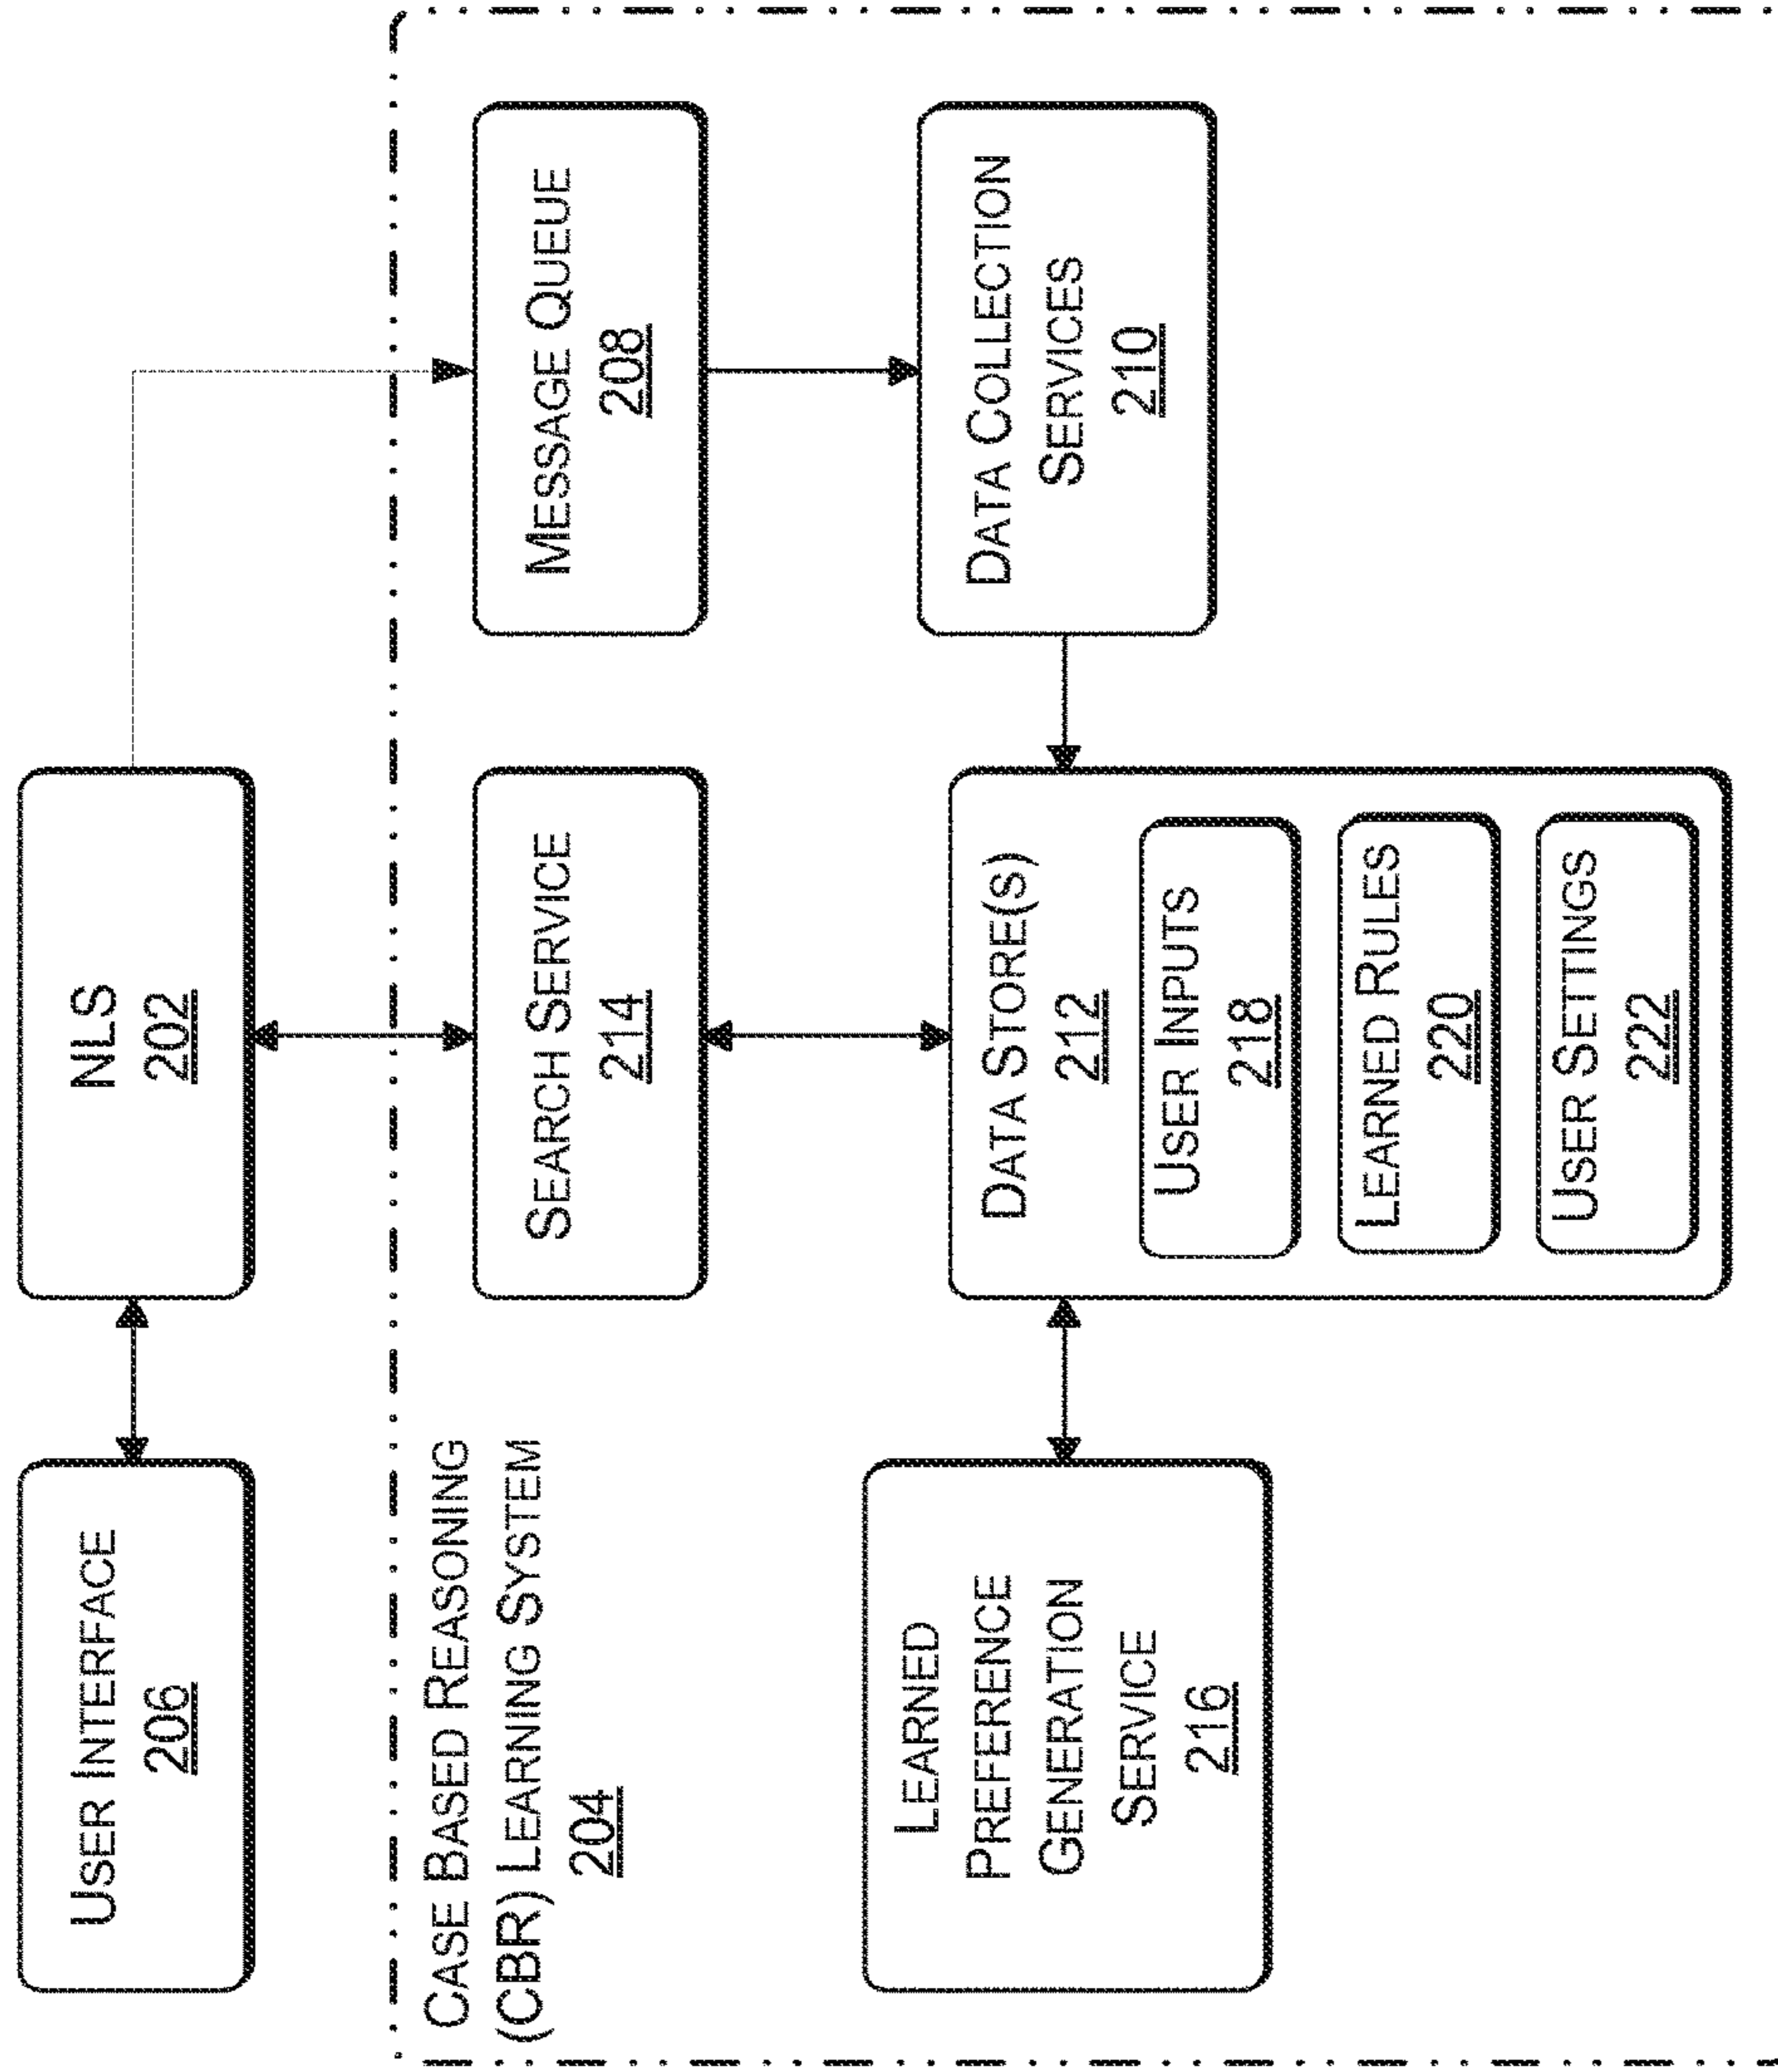 USER INTERFACE
206
NLS
202
CASE BASED REASONING
(CBR) LEARNING SYSTEM
204
SEARCH SERVICE
214
MESSAGE QUEUE
208
LEARNED
PREFERENCE
GENERATION
SERVICE
216
DATA STORE(S)
212
USER INPUTS
218
LEARNED RULES
220
USER SETTINGS
222
DATA COLLECTION
SERVICES
210